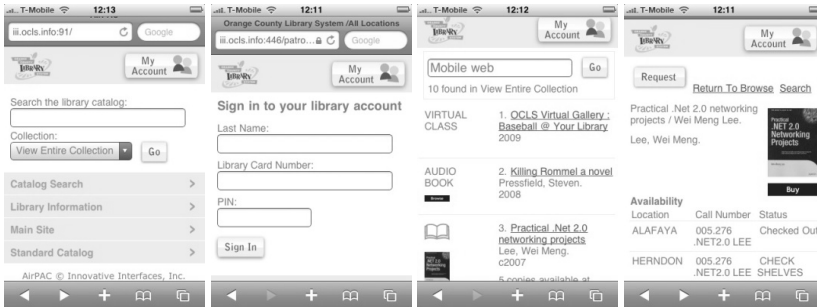 T-Mobile 12:13
iii.ocls.info:91/
Google
LIBRARY
My
Account
Search the library catalog:
Collection:
View Entire Collection
Go
Catalog Search
Library Information
Main Site
Standard Catalog
AirPAC © Innovative Interfaces, Inc.
T-Mobile 12:11
Orange County Library System /All Locations
iii.ocls.info:446/patro...
Google
LIBRARY
My
Account
Sign in to your library account
Last Name:
Library Card Number:
PIN:
Sign In
T-Mobile 12:12
LIBRARY
My
Account
Mobile web
Go
10 found in View Entire Collection
VIRTUAL
CLASS
1. OCLS Virtual Gallery :
Baseball @ Your Library
2009
AUDIO
BOOK
Browse
2. Killing Rommel a novel
Pressfield, Steven.
2008
3. Practical .Net 2.0
networking projects
Lee, Wei Meng.
c2007
5 copies available at
T-Mobile 12:11
LIBRARY
My
Account
Request
Return To Browse Search
Practical .Net 2.0 networking
projects / Wei Meng Lee.
Lee, Wei Meng.
Practical
.NET 2.0
Networking
Projects
Buy
Availability
Location Call Number Status
ALAFAYA 005.276 Checked Out
.NET2.0 LEE
HERNDON 005.276 CHECK
.NET2.0 LEE SHELVES